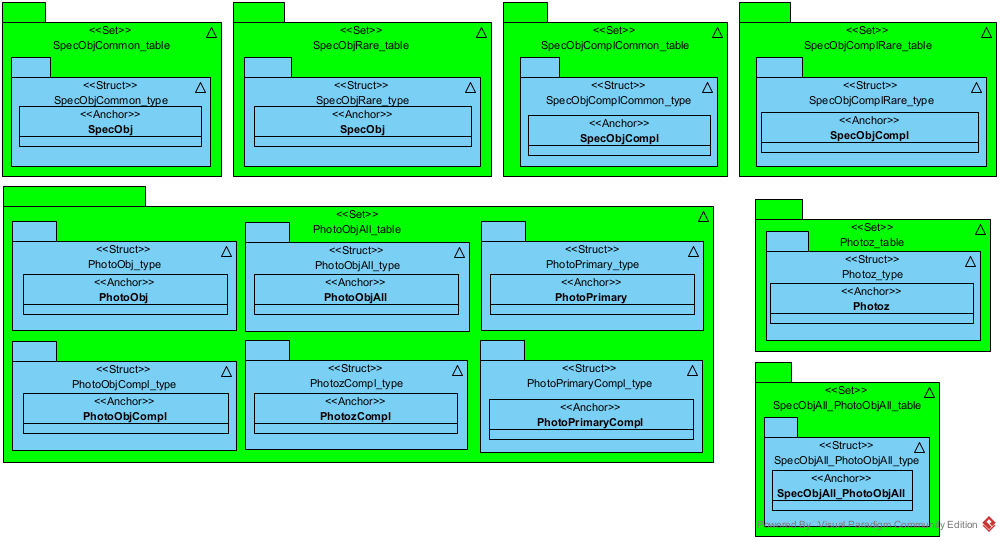 <<Set>>
SpecObjCommon_table
<<Struct>>
SpecObjCommon_type
<<Anchor>>
SpecObj
<<Set>>
SpecObjRare_table
<<Struct>>
SpecObjRare_type
<<Anchor>>
SpecObj
<<Set>>
SpecObjComplCommon_table
<<Struct>>
SpecObjComplCommon_type
<<Anchor>>
SpecObjCompl
<<Set>>
SpecObjComplRare_table
<<Struct>>
SpecObjComplRare_type
<<Anchor>>
SpecObjCompl
<<Set>>
PhotoObjAll_table
<<Struct>>
PhotoObj_type
<<Anchor>>
PhotoObj
<<Struct>>
PhotoObjAll_type
<<Anchor>>
PhotoObjAll
<<Struct>>
PhotoPrimary_type
<<Anchor>>
PhotoPrimary
<<Struct>>
PhotoObjCompl_type
<<Anchor>>
PhotoObjCompl
<<Struct>>
PhotozCompl_type
<<Anchor>>
PhotozCompl
<<Struct>>
PhotoPrimaryCompl_type
<<Anchor>>
PhotoPrimaryCompl
<<Set>>
Photoz_table
<<Struct>>
Photoz_type
<<Anchor>>
Photoz
<<Set>>
SpecObjAll_PhotoObjAll_table
<<Struct>>
SpecObjAll_PhotoObjAll_type
<<Anchor>>
SpecObjAll_PhotoObjAll
Powered By Visual Paradigm Community Edition